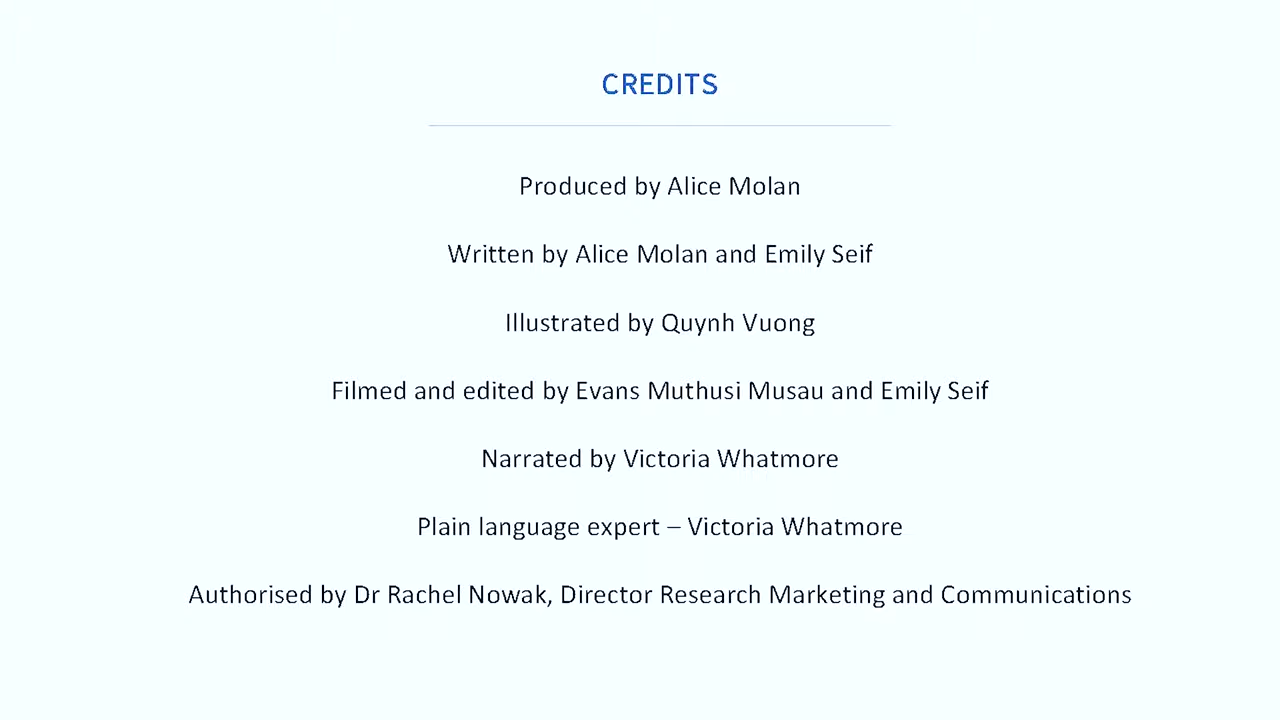 CREDITS
Produced by Alice Molan
Written by Alice Molan and Emily Seif
Illustrated by Quynh Vuong
Filmed and edited by Evans Muthusi Musau and Emily Seif
Narrated by Victoria Whatmore
Plain language expert – Victoria Whatmore
Authorised by Dr Rachel Nowak, Director Research Marketing and Communications